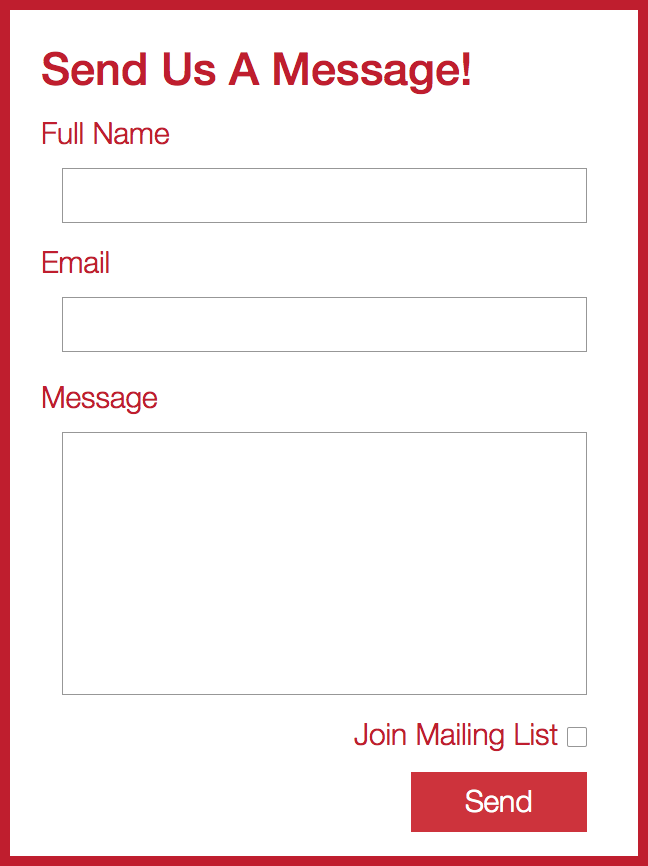 Send Us A Message!
Full Name
Email
Message
Join Mailing List
Send